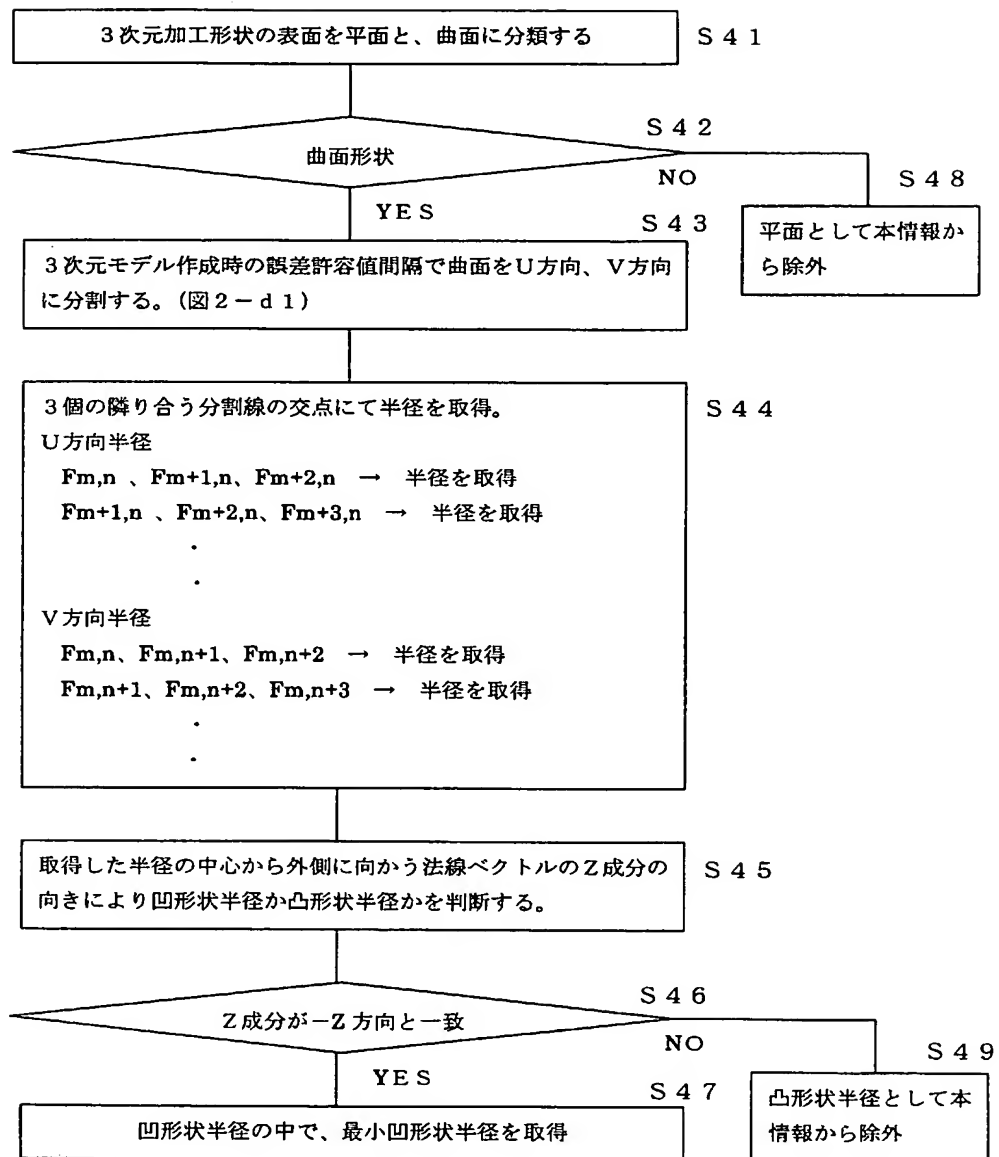 3次元加工形状の表面を平面と、曲面に分類する
S41
S42
曲面形状
NO
S48
YES
S43
平面として本情報か
ら除外
3次元モデル作成時の誤差許容値間隔で曲面をU方向、V方向
に分割する。(図2-d1)
3個の隣り合う分割線の交点にて半径を取得。
S44
U方向半径
Fm,n 、Fm+1,n、Fm+2,n → 半径を取得
Fm+1,n 、Fm+2,n、Fm+3,n → 半径を取得
・
・
V方向半径
Fm,n、Fm,n+1、Fm,n+2 → 半径を取得
Fm,n+1、Fm,n+2、Fm,n+3 → 半径を取得
・
・
取得した半径の中心から外側に向かう法線ベクトルのZ成分の
向きにより凹形状半径か凸形状半径かを判断する。
S45
S46
Z成分が-Z方向と一致
NO
S49
YES
S47
凸形状半径として本
情報から除外
凹形状半径の中で、最小凹形状半径を取得